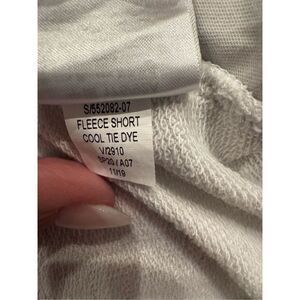 S/552082-07
FLEECE SHORT
COOL TIE DYE
V/2910
SP20 / A07
11/19